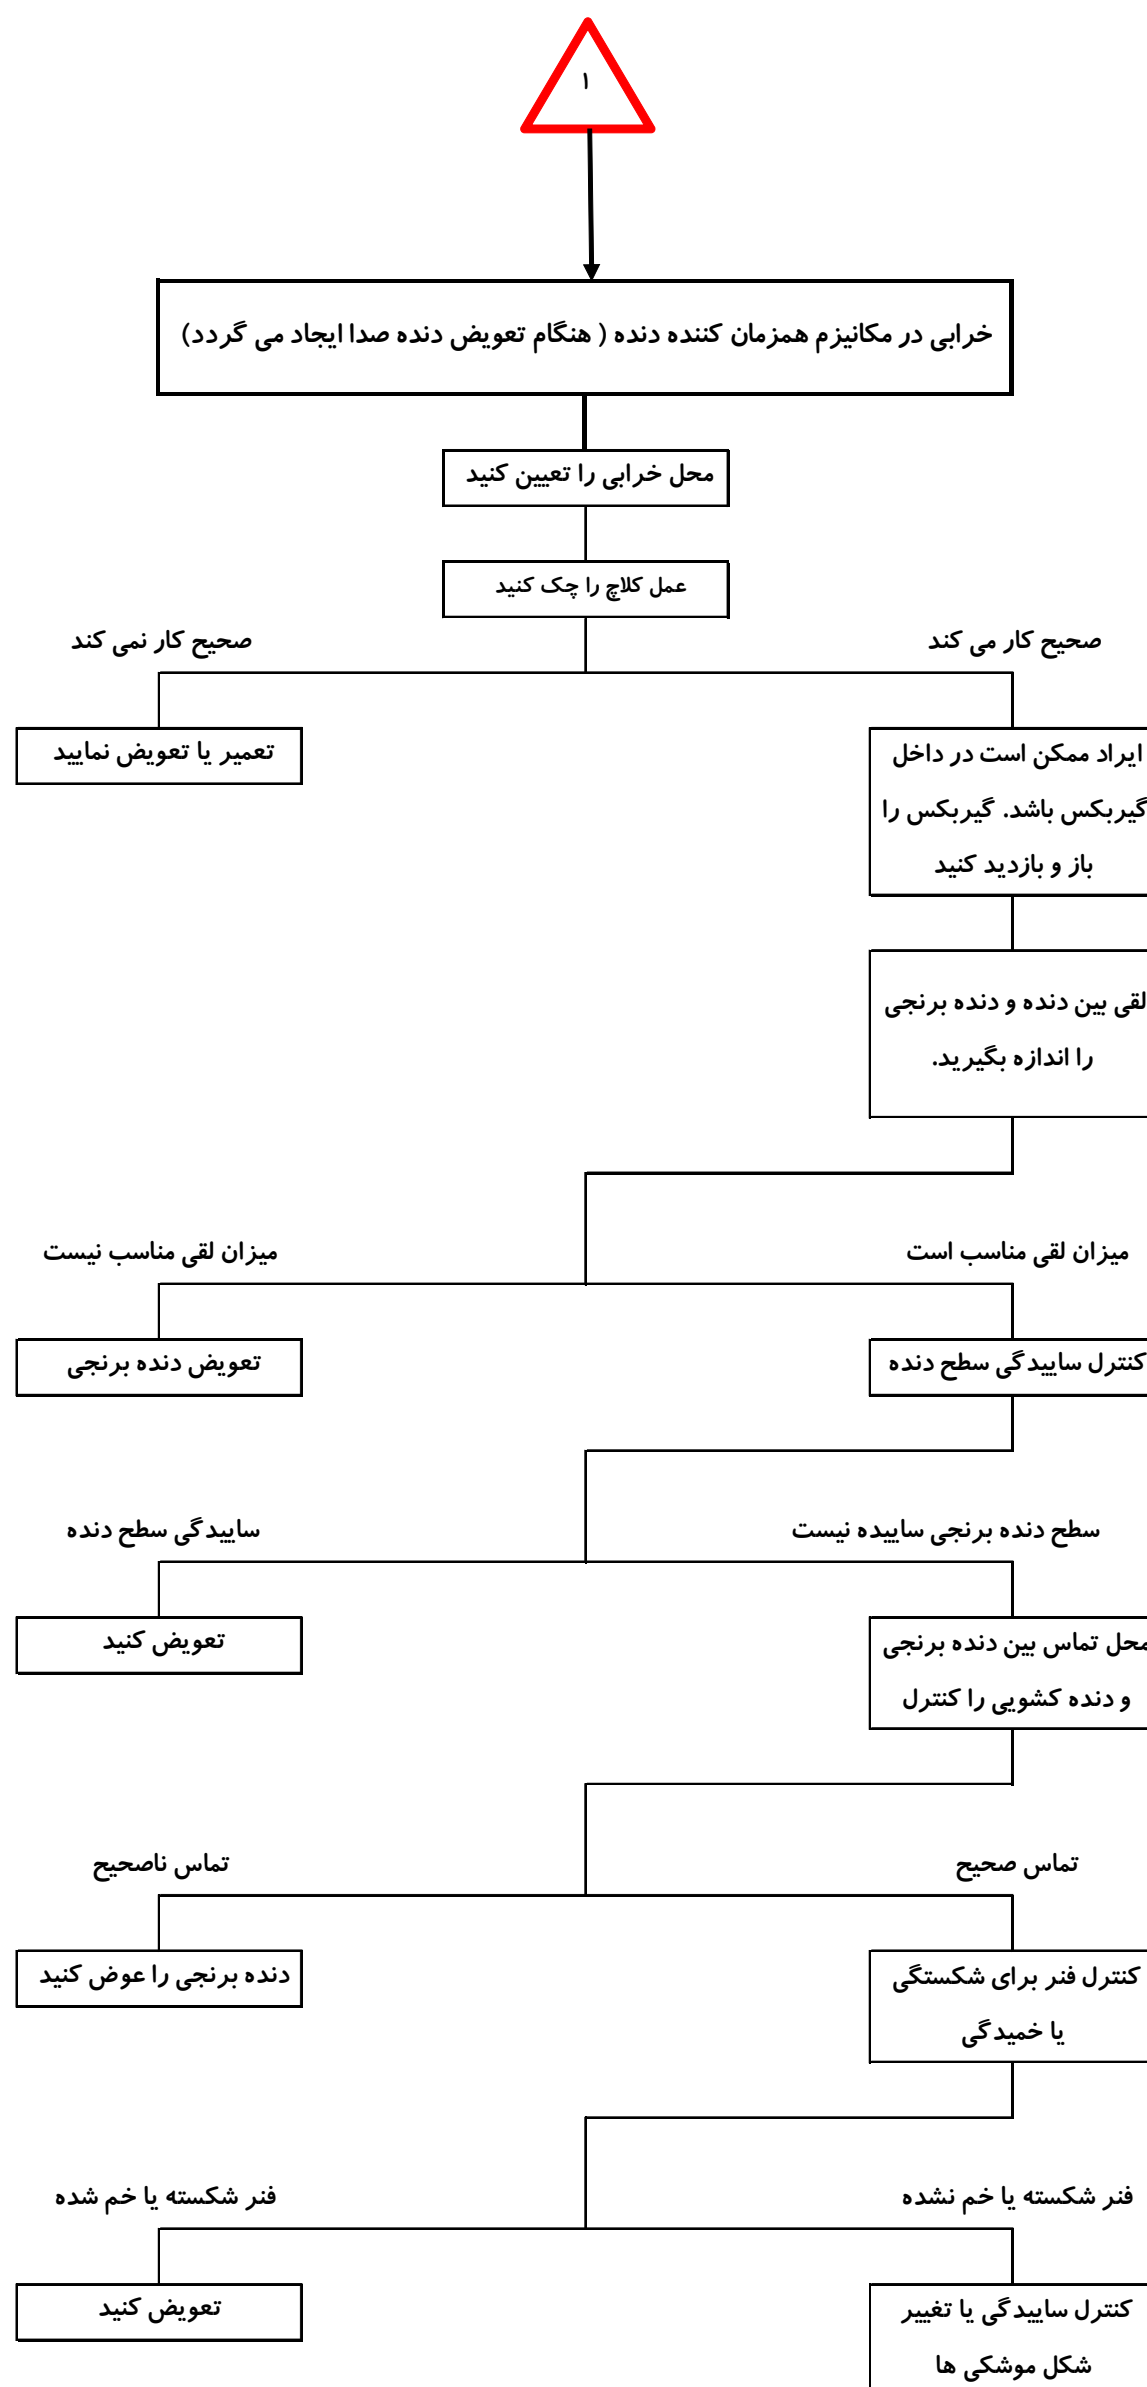 ۱
خرابی در مکانیزم همزمان کننده دنده ( هنگام تعویض دنده صدا ایجاد می گردد)
محل خرابی را تعیین کنید
عمل کلاچ را چک کنید
صحیح کار می کند
صحیح کار نمی کند
ایراد ممکن است در داخل
گیربکس باشد. گیربکس را
باز و بازدید کنید
تعمیر یا تعویض نمایید
لقی بین دنده و دنده برنجی
را اندازه بگیرید.
میزان لقی مناسب است
میزان لقی مناسب نیست
کنترل ساییدگی سطح دنده
تعویض دنده برنجی
سطح دنده برنجی ساییده نیست
ساییدگی سطح دنده
محل تماس بین دنده برنجی
و دنده کشویی را کنترل
تعویض کنید
تماس صحیح
تماس ناصحیح
کنترل فنر برای شکستگی
یا خمیدگی
دنده برنجی را عوض کنید
فنر شکسته یا خم نشده
فنر شکسته یا خم شده
کنترل ساییدگی یا تغییر
شکل موشکی ها
تعویض کنید